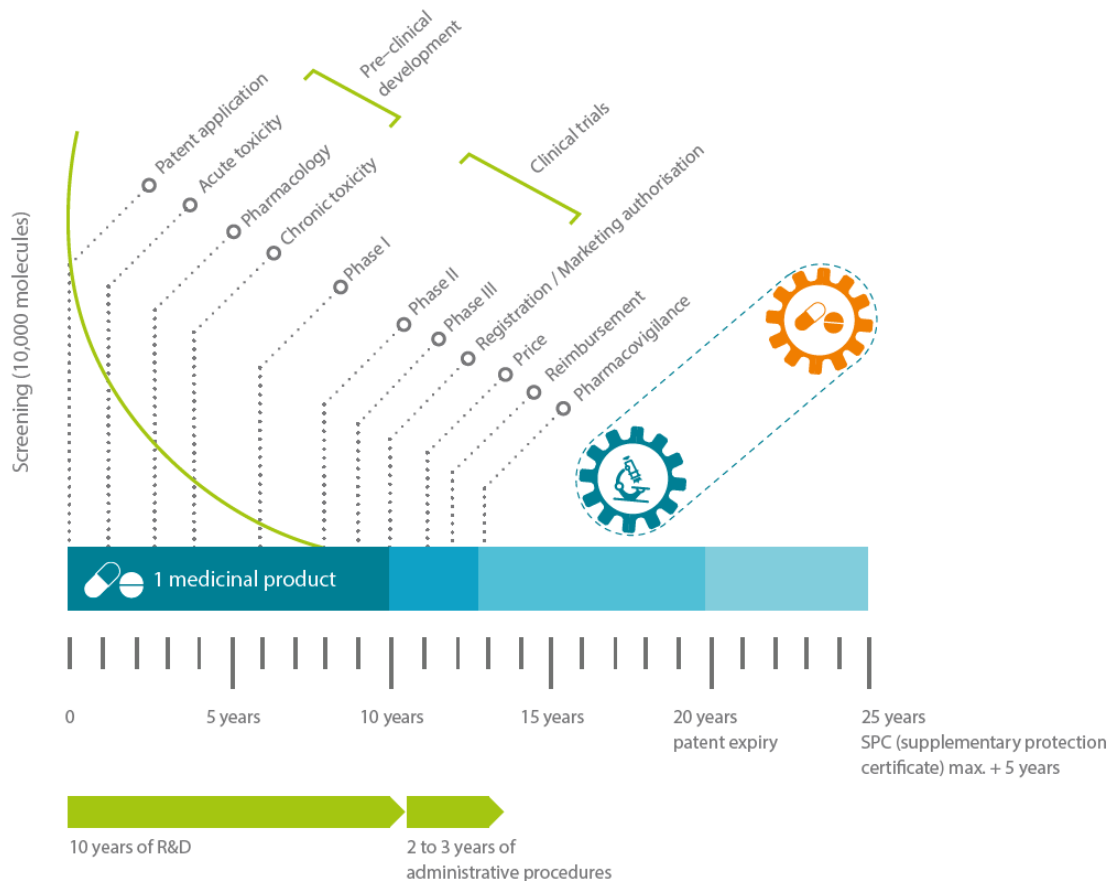 Pre–clinical
development
Patent application
Acute toxicity
Pharmacology
Chronic toxicity
Clinical trials
Phase I
Phase II
Phase III
Registration / Marketing authorisation
Price
Reimbursement
Pharmacovigilance
Screening (10,000 molecules)
1 medicinal product
0
5 years
10 years
15 years
20 years
patent expiry
25 years
SPC (supplementary protection
certificate) max. + 5 years
10 years of R&D
2 to 3 years of
administrative procedures